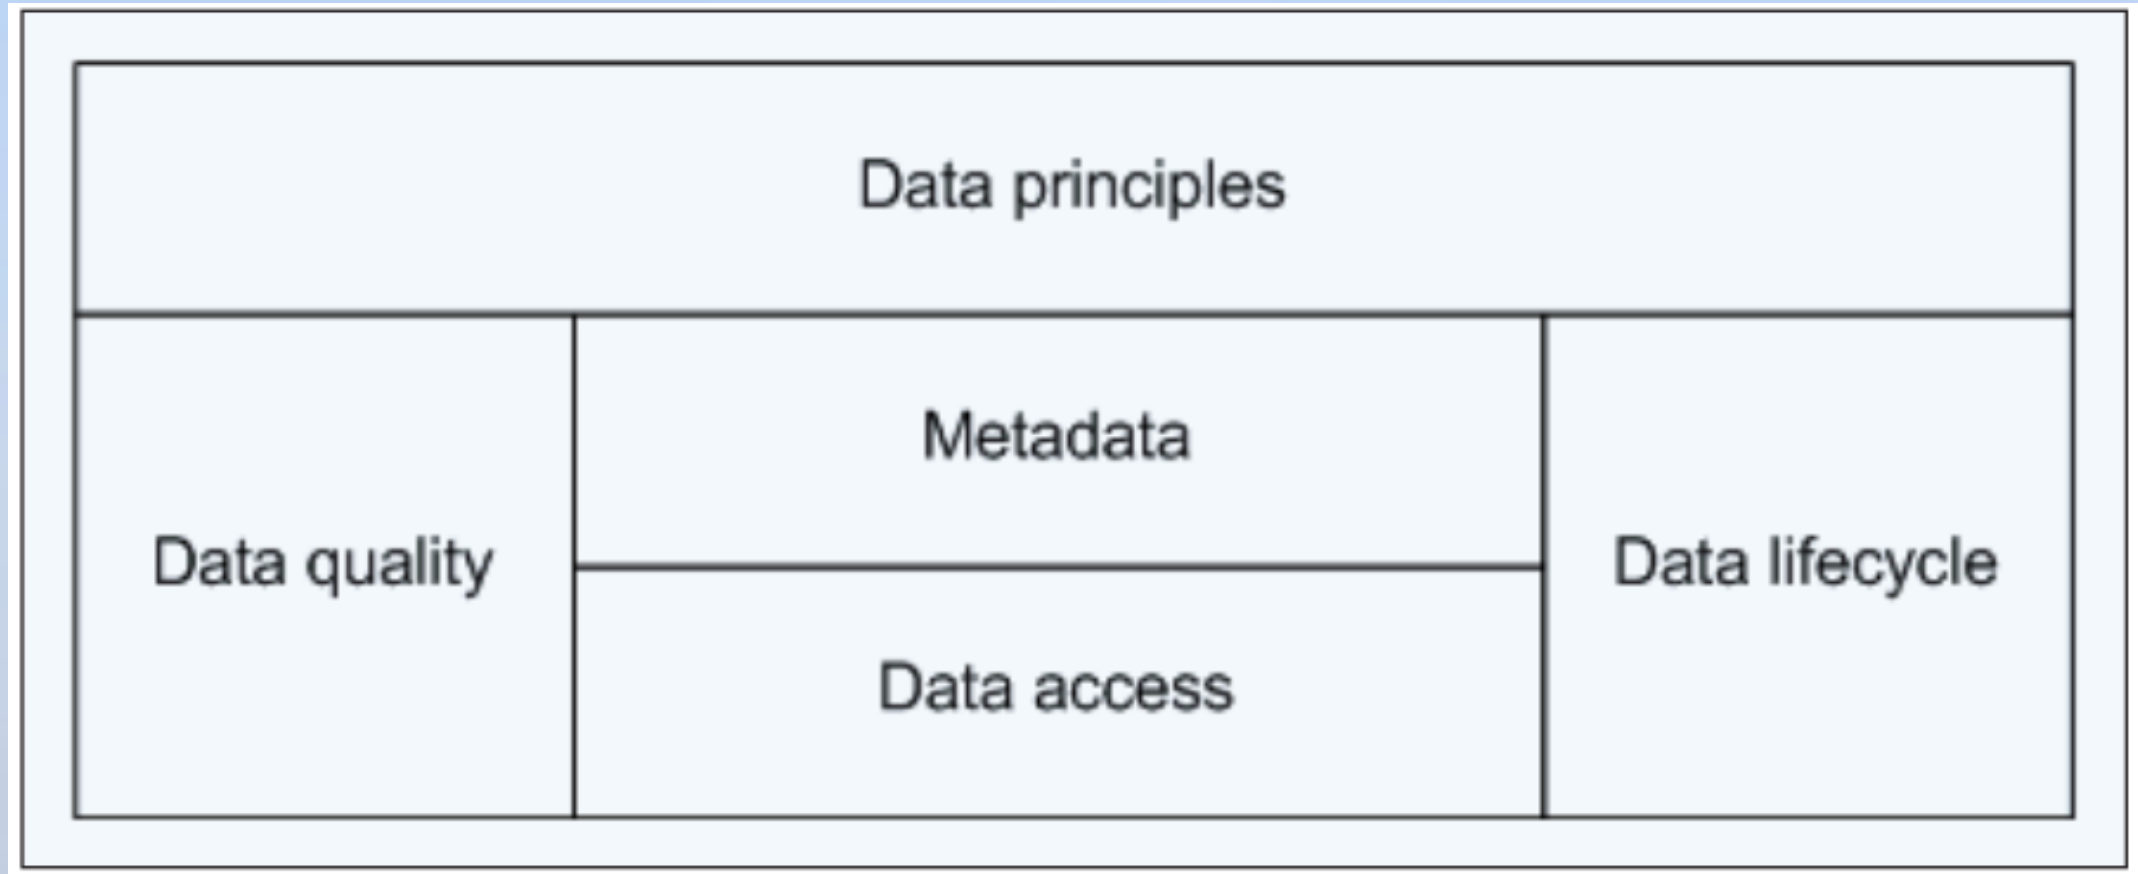 Data principles
Metadata
Data quality
Data lifecycle
Data access